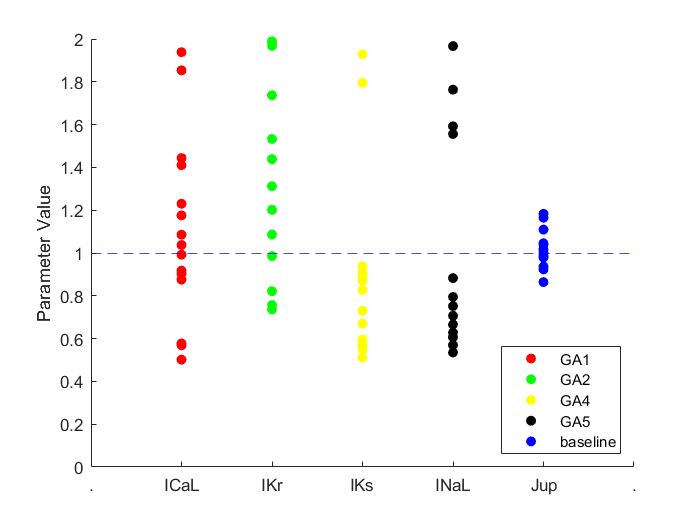 2
1.8
1.6
1.4
1.2
1
0.8
0.6
0.4
0.2
0
Parameter Value
. ICaL IKr IKs INaL Jup .
GA1
GA2
GA4
GA5
baseline